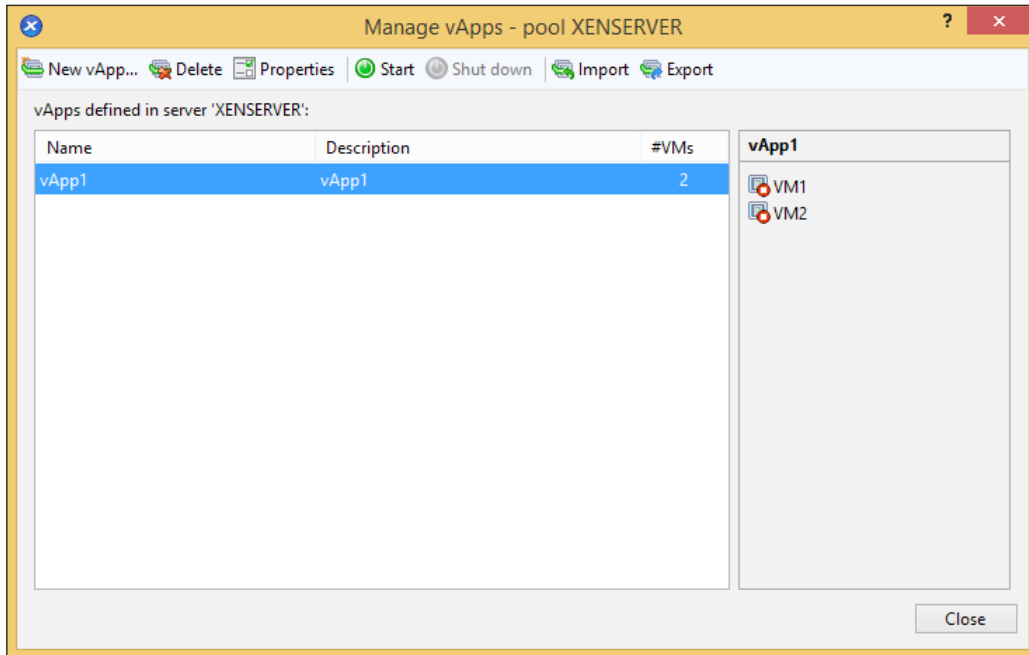 Manage vApps - pool XENSERVER
?
New vApp... Delete Properties Start Shut down Import Export
vApps defined in server 'XENSERVER':
Name Description #VMs
vApp1 vApp1 2
vApp1
VM1
VM2
Close